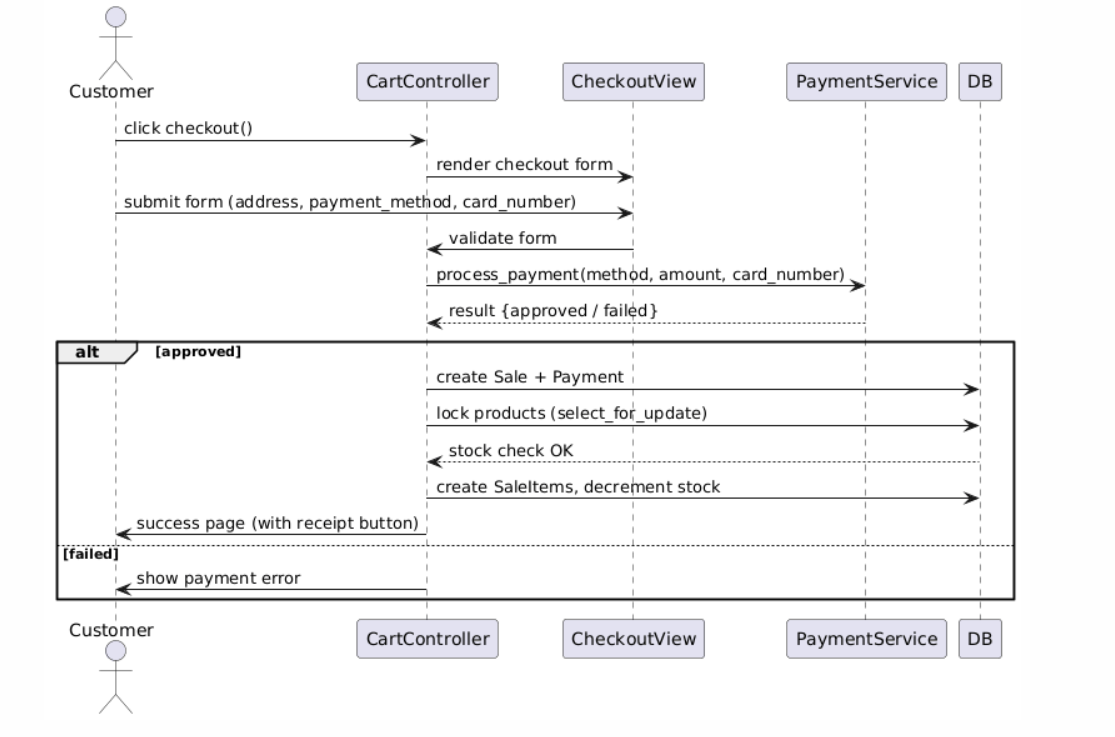 Customer
CartController
CheckoutView
PaymentService
DB
click checkout()
render checkout form
submit form (address, payment_method, card_number)
validate form
process_payment(method, amount, card_number)
result {approved / failed}
alt
[approved]
create Sale + Payment
lock products (select_for_update)
stock check OK
create SaleItems, decrement stock
success page (with receipt button)
[failed]
show payment error
Customer
CartController
CheckoutView
PaymentService
DB